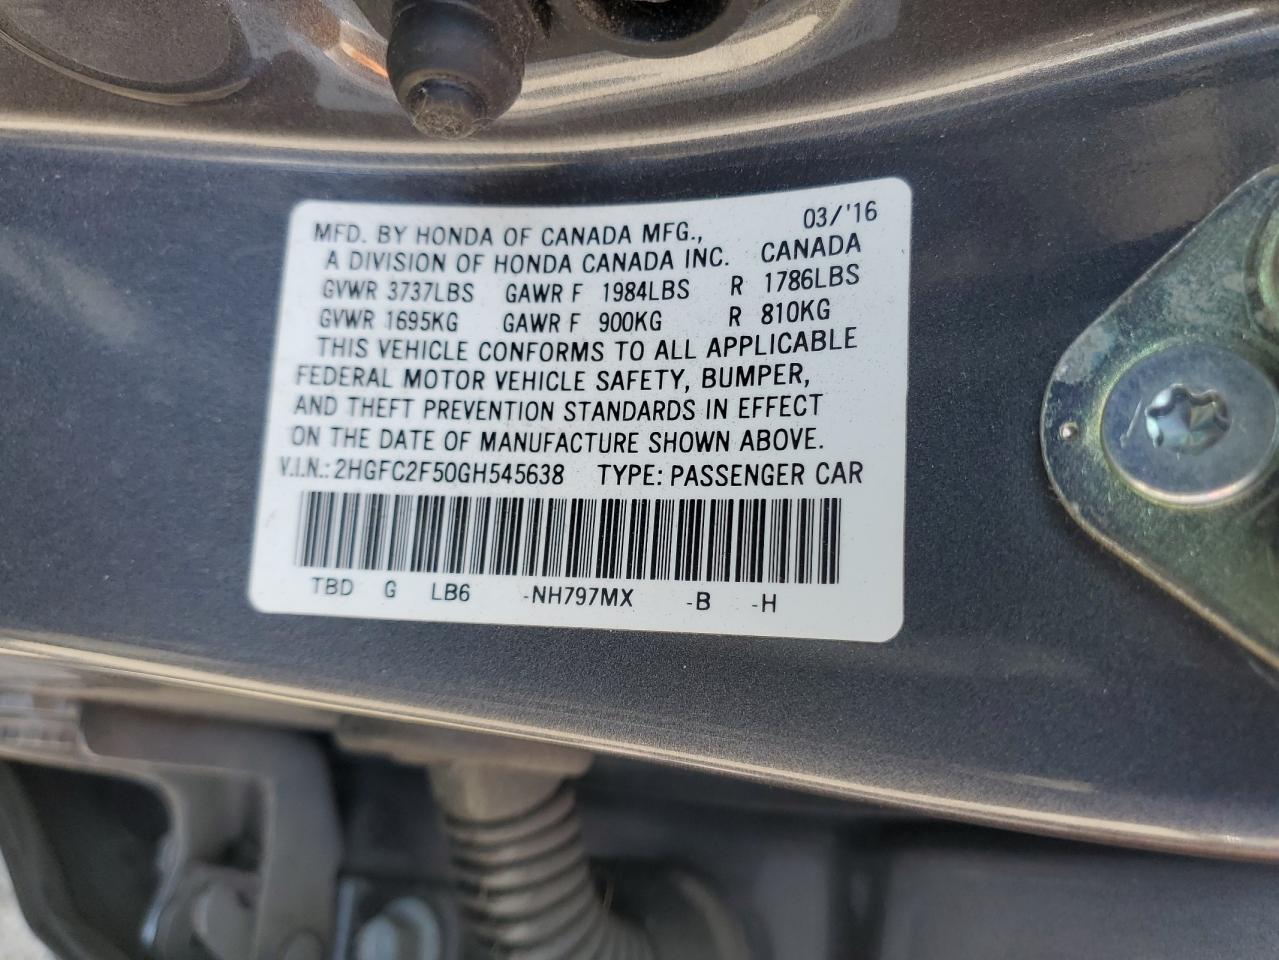 03/'16
MFD. BY HONDA OF CANADA MFG.,
A DIVISION OF HONDA CANADA INC. CANADA
GVWR 3737LBS GAWR F 1984LBS R 1786LBS
GVWR 1695KG GAWR F 900KG R 810KG
THIS VEHICLE CONFORMS TO ALL APPLICABLE
FEDERAL MOTOR VEHICLE SAFETY, BUMPER,
AND THEFT PREVENTION STANDARDS IN EFFECT
ON THE DATE OF MANUFACTURE SHOWN ABOVE.
V.I.N.: 2HGFC2F50GH545638 TYPE: PASSENGER CAR
TBD G LB6 -NH797MX -B -H